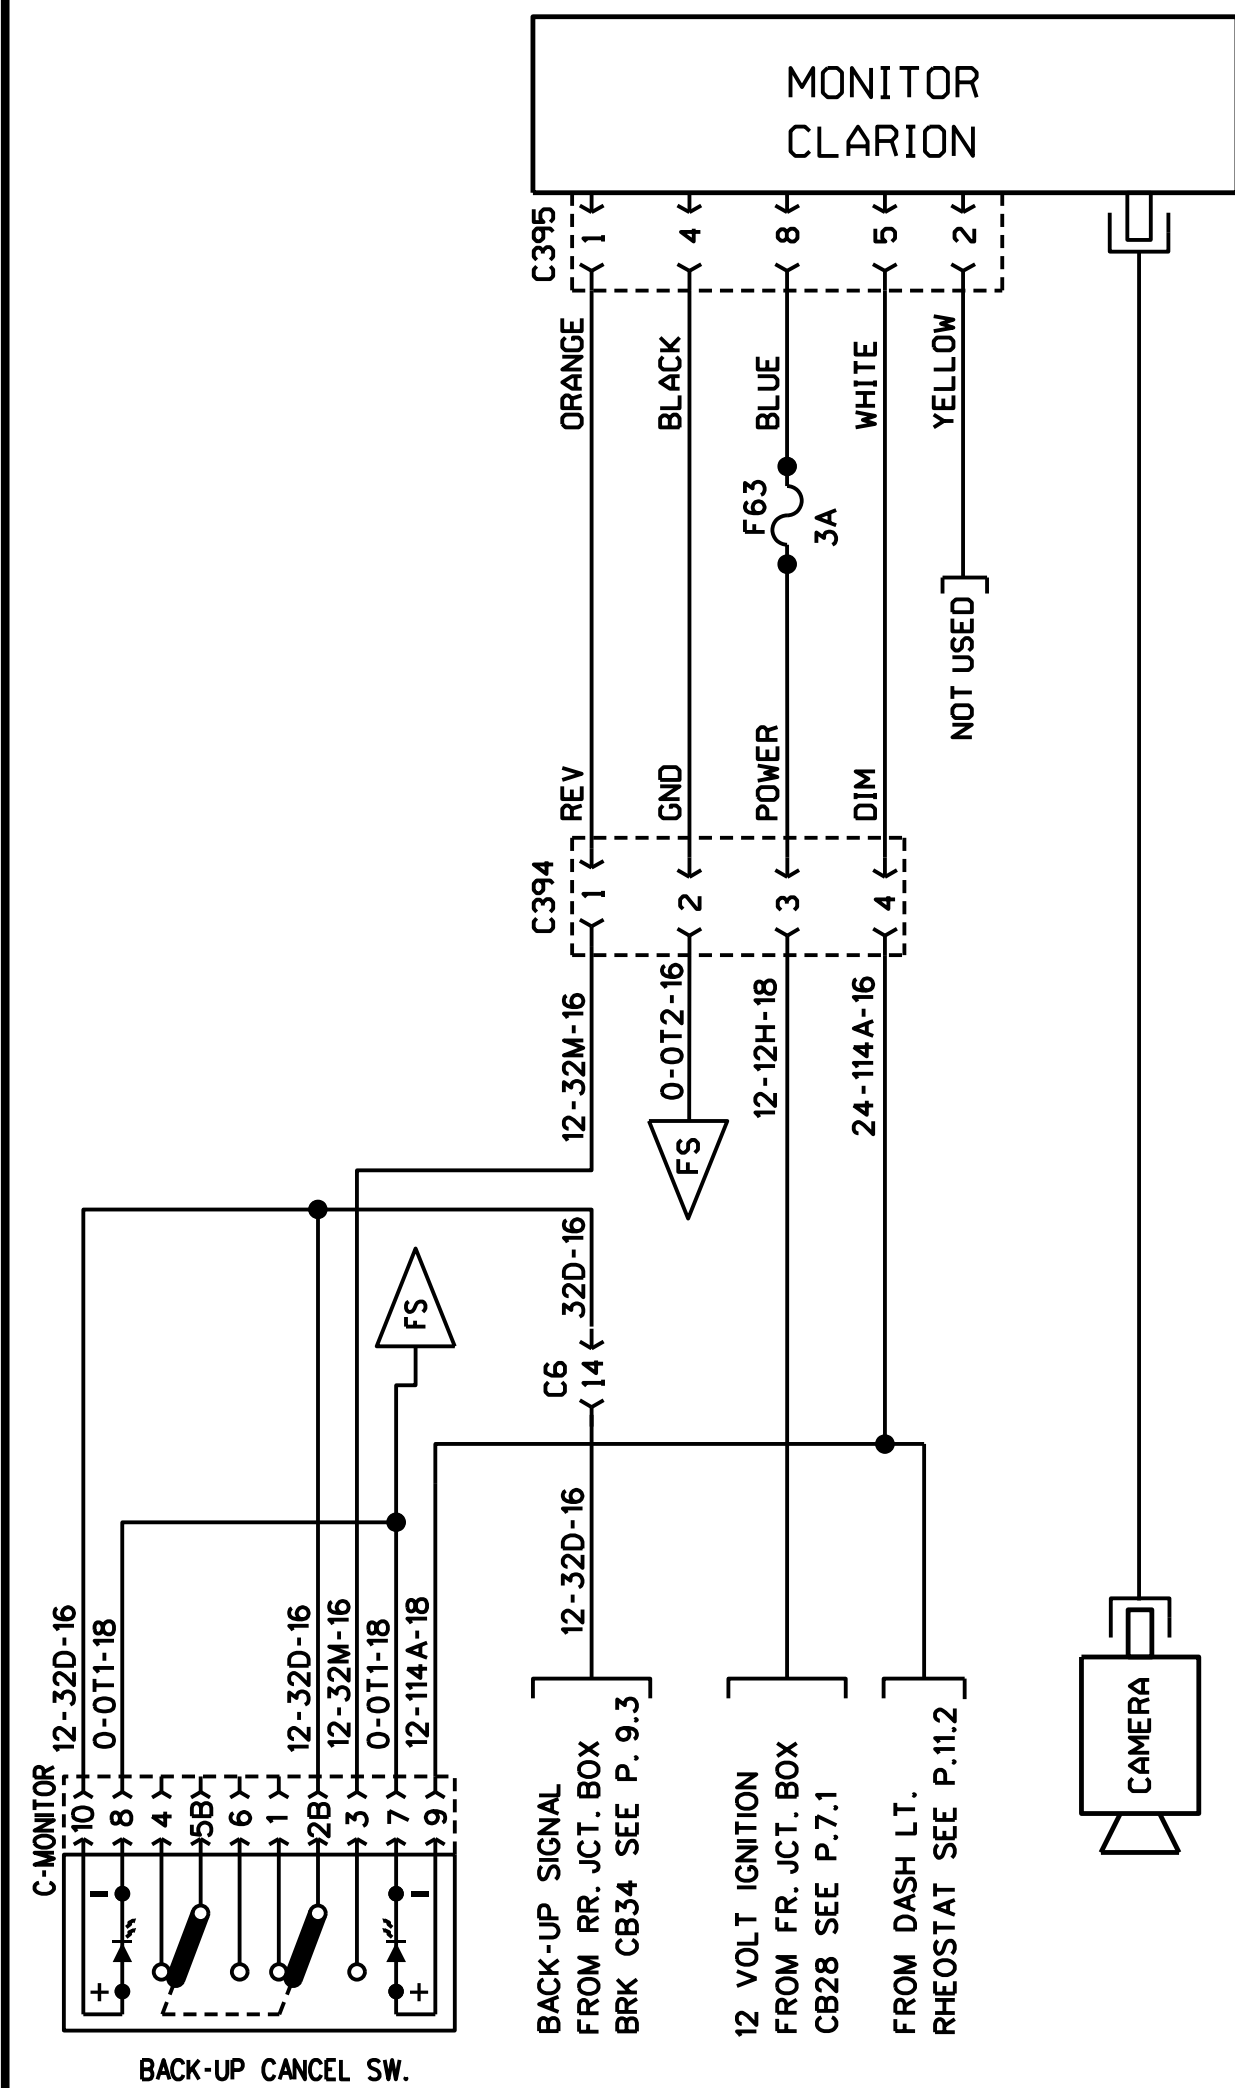 MONITOR
CLARION
C395
1
4
8
5
2
ORANGE
BLACK
BLUE
WHITE
YELLOW
F63
3A
NOT USED
REV
GND
POWER
DIM
C394
1
2
3
4
12-32M-16
0-0T2-16
12-12H-18
24-114A-16
FS
32D-16
FS
C6
14
12-32D-16
12-32D-16
0-0T1-18
12-32D-16
12-32M-16
0-0T1-18
12-114A-18
C-MONITOR
10
8
4
5B
6
1
2B
3
7
9
-
-
+
+
BACK-UP CANCEL SW.
BACK-UP SIGNAL
FROM RR. JCT. BOX
BRK CB34 SEE P. 9.3
12 VOLT IGNITION
FROM FR. JCT. BOX
CB28 SEE P.7.1
FROM DASH LT.
RHEOSTAT SEE P.11.2
CAMERA